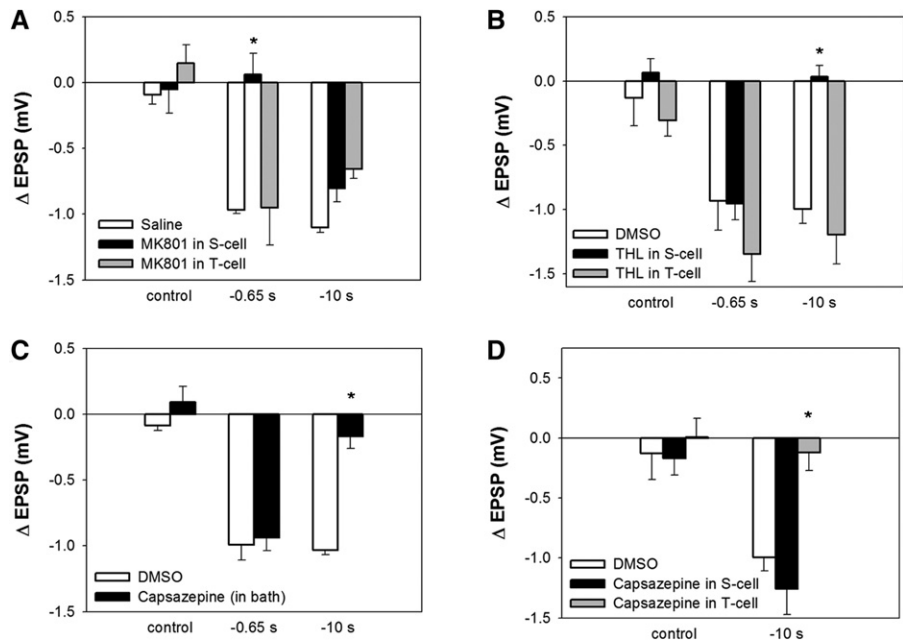 A
Δ EPSP (mV)
0.5
0.0
-0.5
-1.0
-1.5
*
Saline
MK801 in S-cell
MK801 in T-cell
control -0.65 s -10 s
B
Δ EPSP (mV)
0.5
0.0
-0.5
-1.0
-1.5
*
DMSO
THL in S-cell
THL in T-cell
control -0.65 s -10 s
C
Δ EPSP (mV)
0.5
0.0
-0.5
-1.0
-1.5
*
DMSO
Capsazepine (in bath)
control -0.65 s -10 s
D
Δ EPSP (mV)
0.5
0.0
-0.5
-1.0
-1.5
*
DMSO
Capsazepine in S-cell
Capsazepine in T-cell
control -10 s